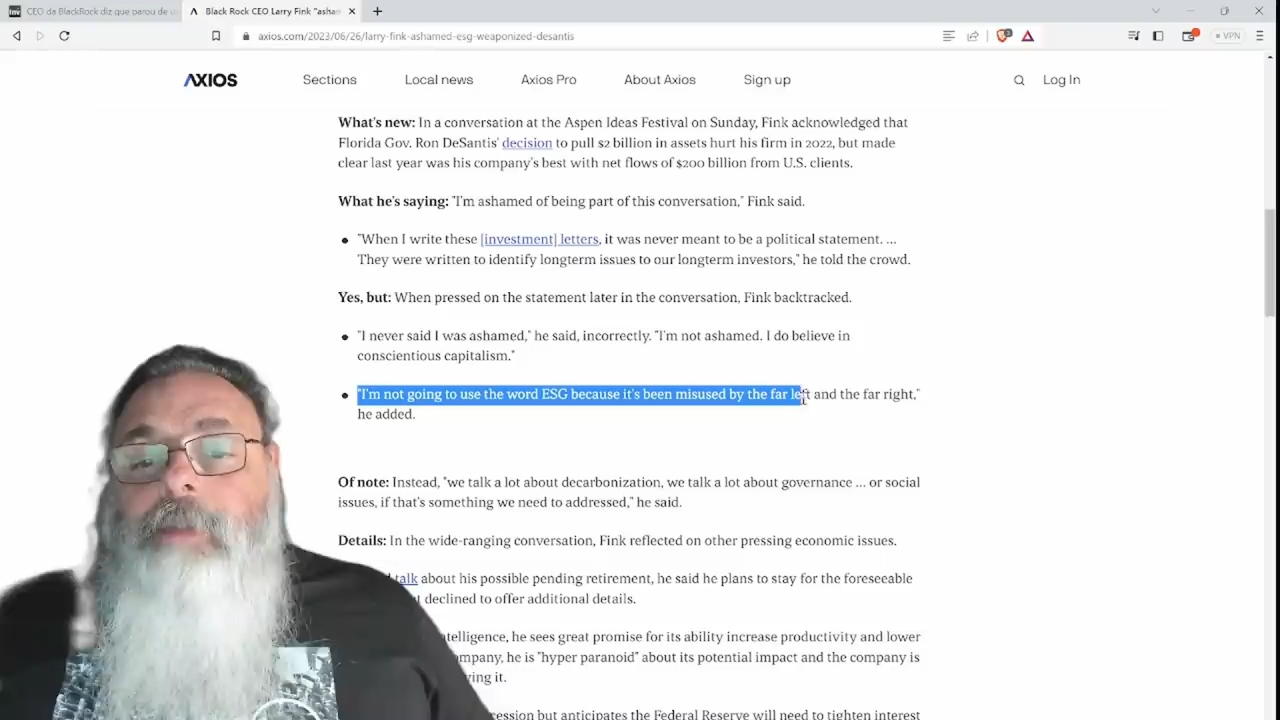 CEO da BlackRock diz que parou de u
Black Rock CEO Larry Fink "asha
axios.com/2023/06/26/larry-fink-ashamed-esg-weaponized-desantis
VPN
AXIOS Sections Local news Axios Pro About Axios Sign up Log In
What's new: In a conversation at the Aspen Ideas Festival on Sunday, Fink acknowledged that
Florida Gov. Ron DeSantis' decision to pull $2 billion in assets hurt his firm in 2022, but made
clear last year was his company's best with net flows of $200 billion from U.S. clients.
What he's saying: "I'm ashamed of being part of this conversation," Fink said.
"When I write these [investment] letters, it was never meant to be a political statement. ...
They were written to identify longterm issues to our longterm investors," he told the crowd.
Yes, but: When pressed on the statement later in the conversation, Fink backtracked.
"I never said I was ashamed," he said, incorrectly. "I'm not ashamed. I do believe in
conscientious capitalism."
"I'm not going to use the word ESG because it's been misused by the far left and the far right,"
he added.
Of note: Instead, "we talk a lot about decarbonization, we talk a lot about governance ... or social
issues, if that's something we need to addressed," he said.
Details: In the wide-ranging conversation, Fink reflected on other pressing economic issues.
talk about his possible pending retirement, he said he plans to stay for the foreseeable
declined to offer additional details.
telligence, he sees great promise for its ability increase productivity and lower
mpany, he is "hyper paranoid" about its potential impact and the company is
ying it.
cession but anticipates the Federal Reserve will need to tighten interest